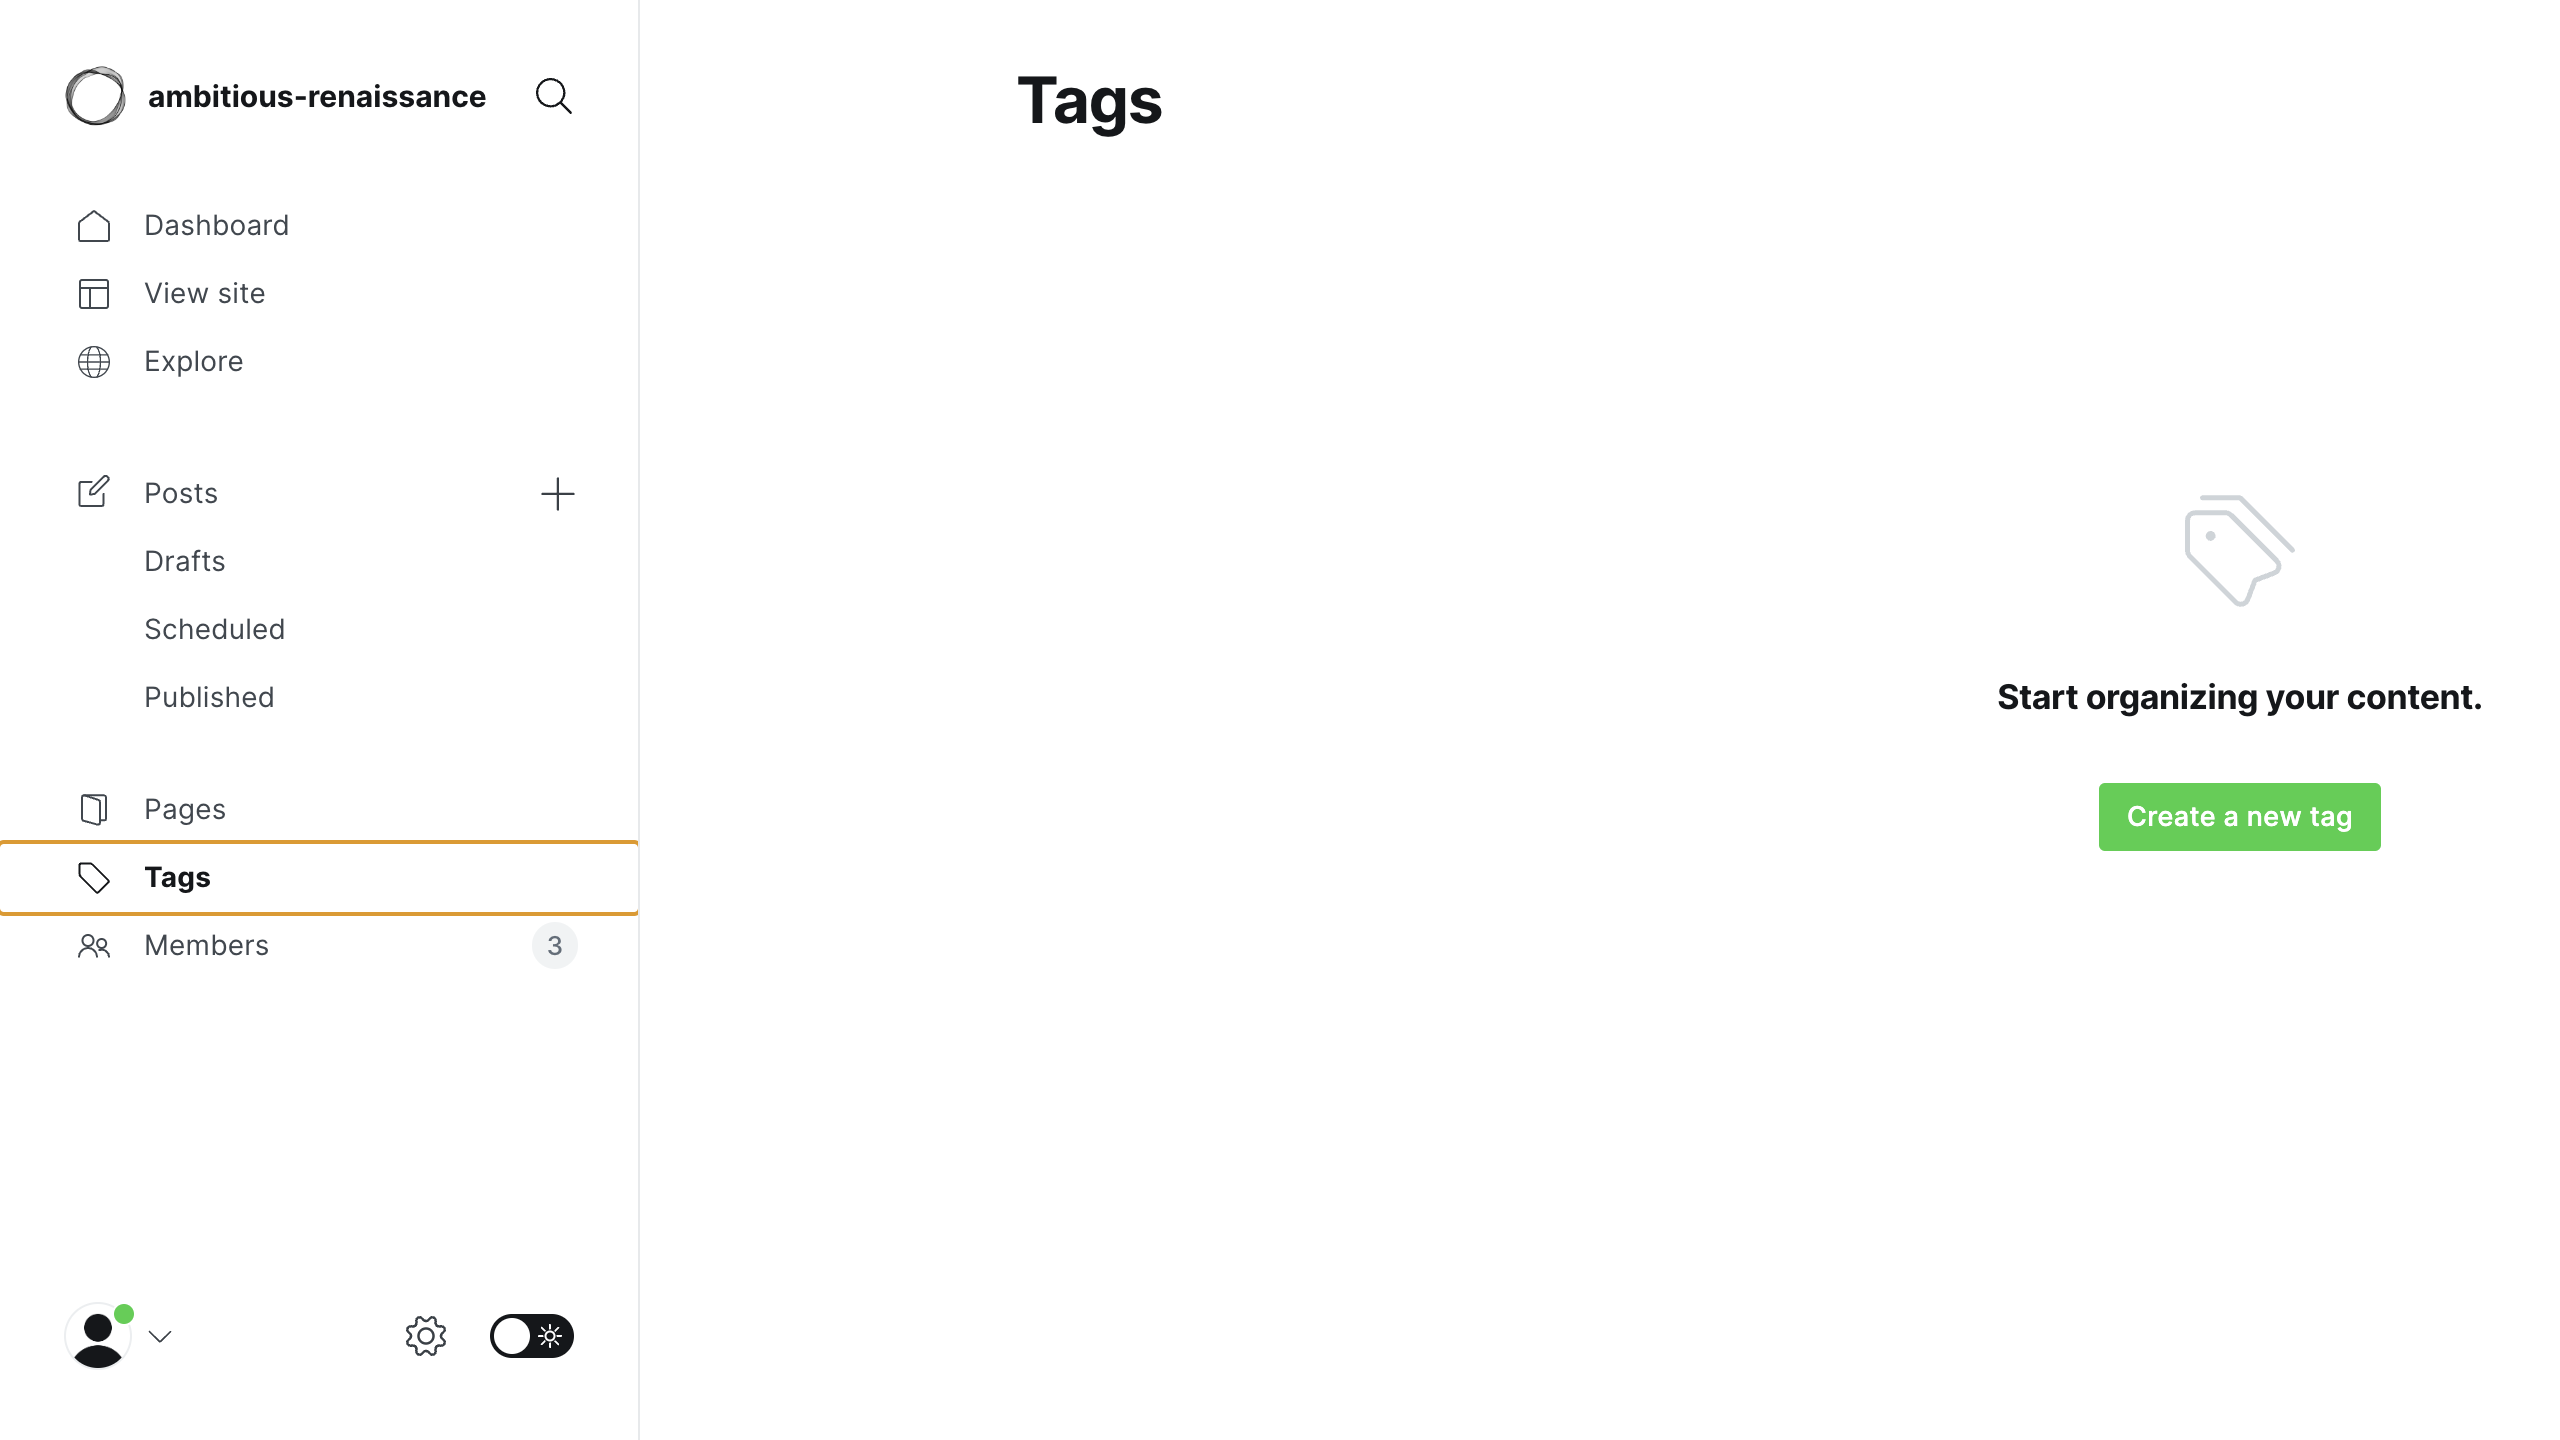 ambitious-renaissance
Dashboard
View site
Explore
Posts
Drafts
Scheduled
Published
Pages
Tags
Members 3
Tags
Start organizing your content.
Create a new tag